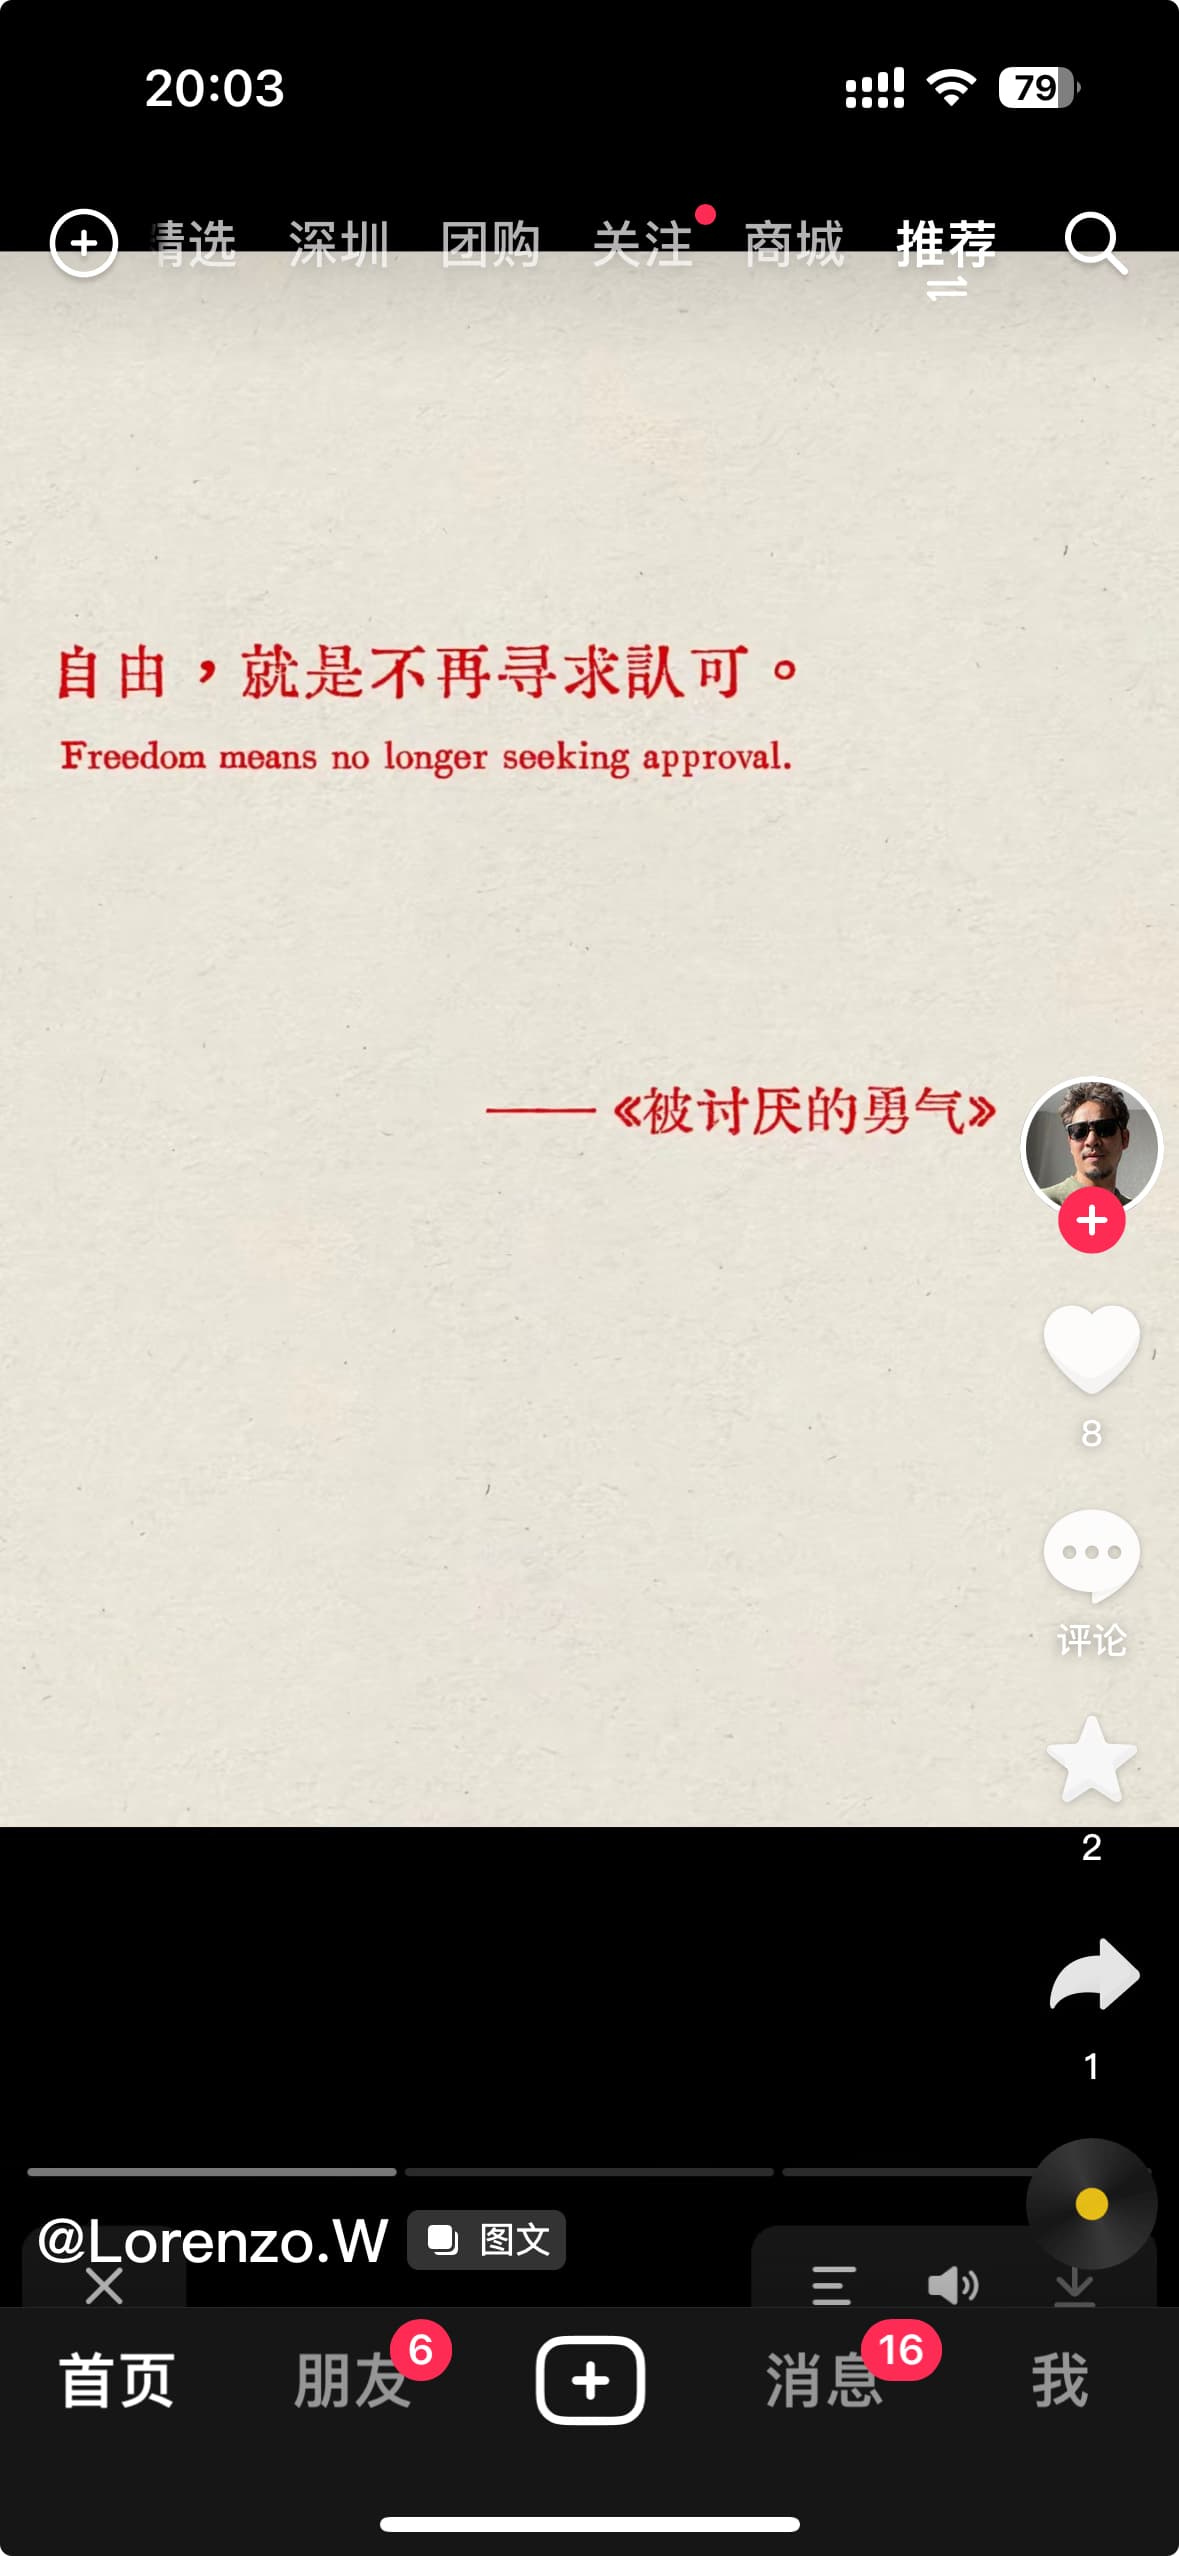 20:03
79
精选 深圳 团购 关注 商城 推荐
自由，就是不再寻求認可。
Freedom means no longer seeking approval.
——《被讨厌的勇气》
8
评论
2
1
@Lorenzo.W 图文
首页 朋友 6 消息 16 我